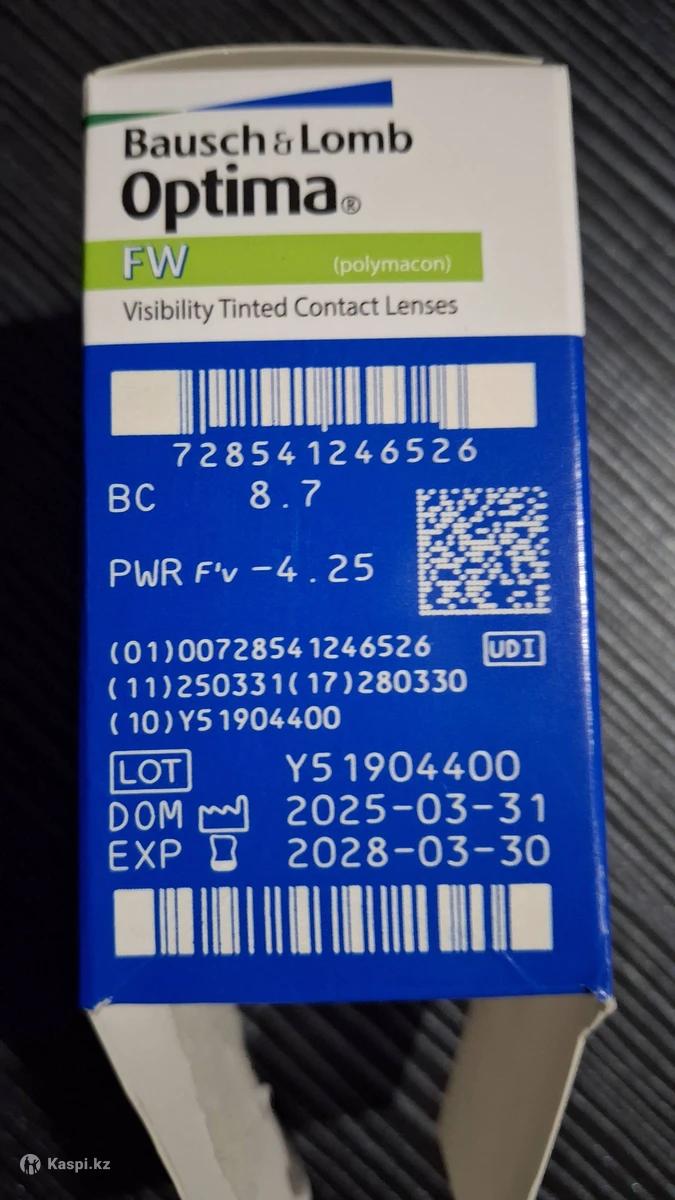 Bausch & Lomb
Optima®
FW (polymacon)
Visibility Tinted Contact Lenses
728541246526
BC 8.7
PWR F'v -4.25
(01)00728541246526 UDI
(11)250331(17)280330
(10)Y51904400
LOT Y51904400
DOM 2025-03-31
EXP 2028-03-30
Kaspi.kz